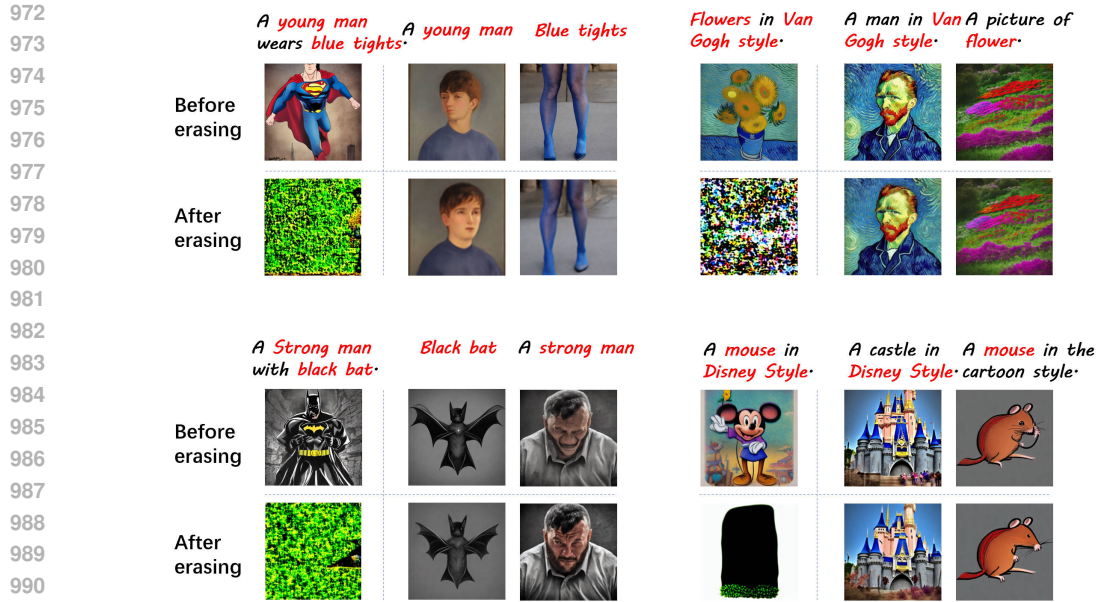 972
973
974
975
976
977
978
979
980
981
982
983
984
985
986
987
988
989
990
A young man
wears blue tights.
A young man
Blue tights
Flowers in Van
Gogh style.
A man in Van
Gogh style.
A picture of
flower.
Before
erasing
After
erasing
A Strong man
with black bat.
Black bat
A strong man
A mouse in
Disney Style.
A castle in
Disney Style.
A mouse in the
cartoon style.
Before
erasing
After
erasing